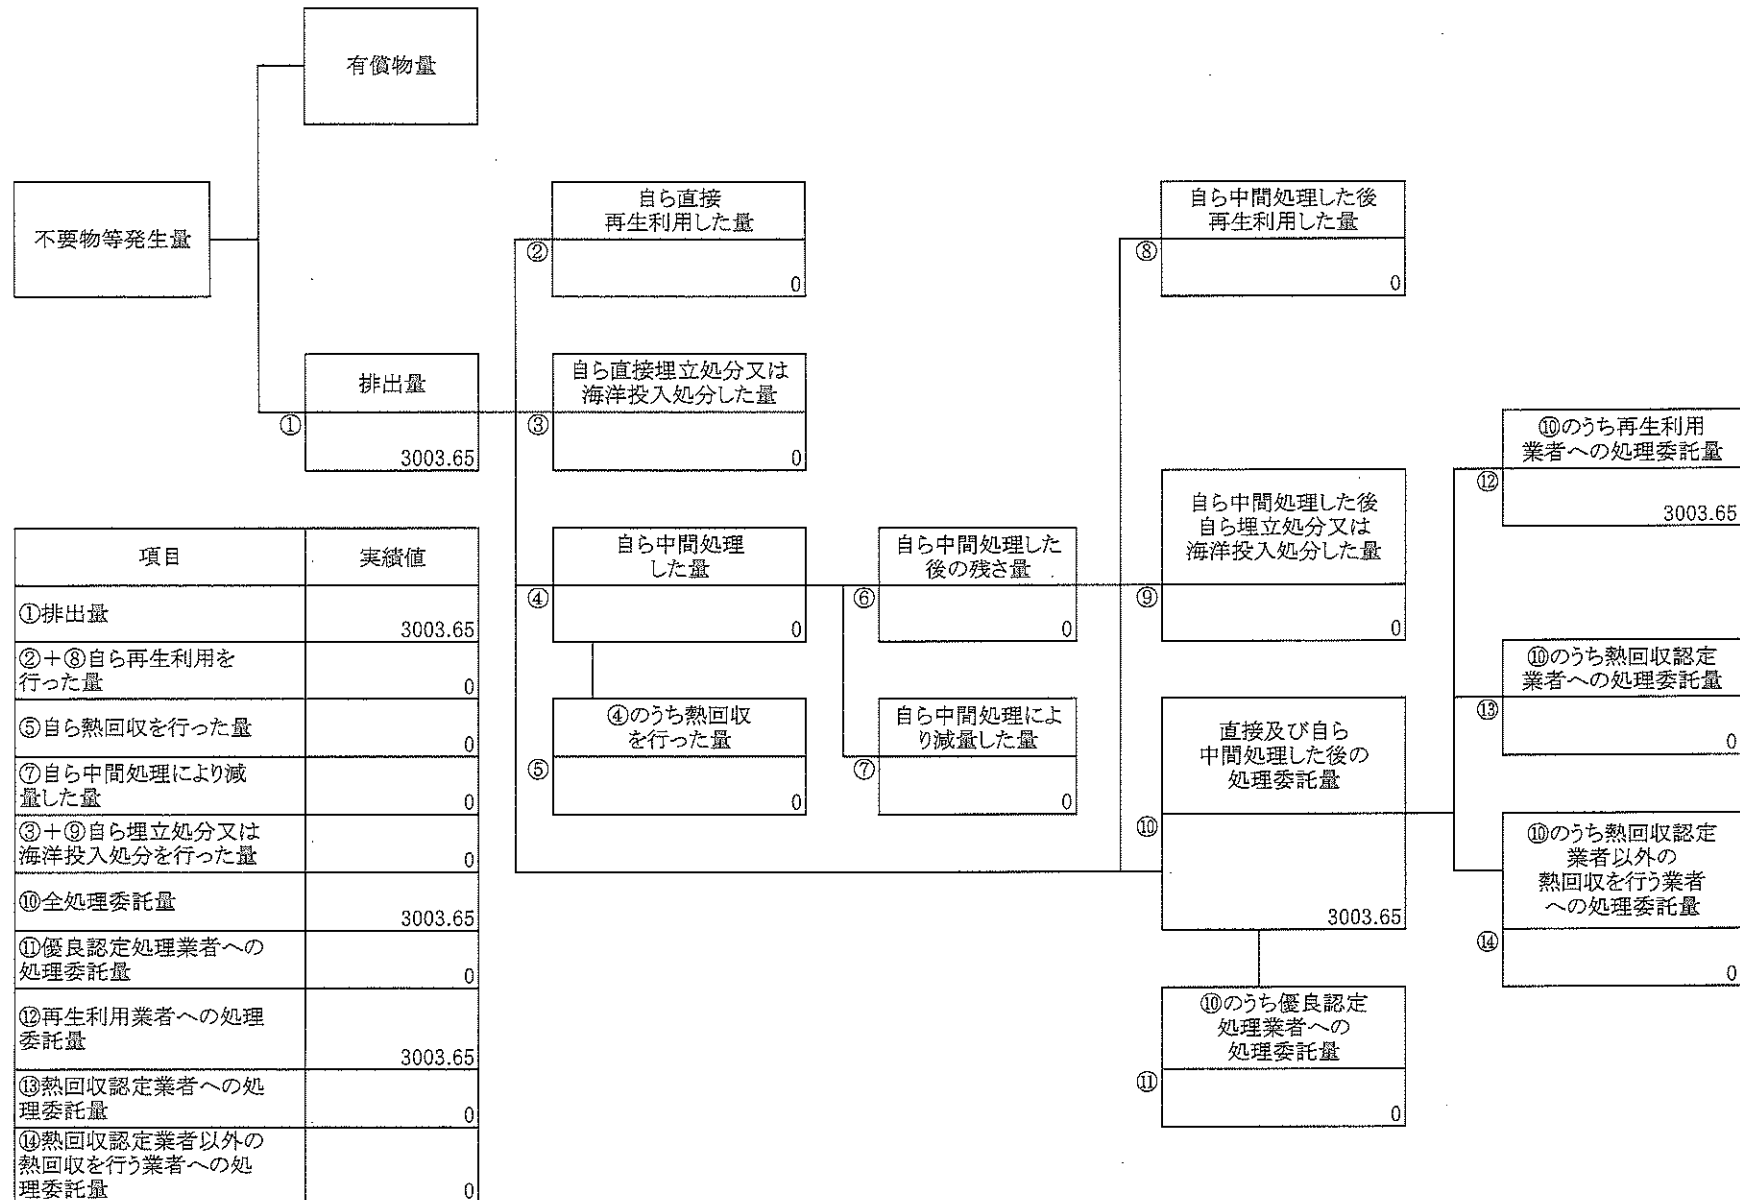 有償物量
不要物等発生量
自ら直接
再生利用した量
②
0
自ら中間処理した後
再生利用した量
⑧
0
排出量
①
3003.65
自ら直接埋立処分又は
海洋投入処分した量
③
0
⑩のうち再生利用
業者への処理委託量
⑫
3003.65
自ら中間処理
した量
④
0
自ら中間処理した
後の残さ量
⑥
0
自ら中間処理した後
自ら埋立処分又は
海洋投入処分した量
⑨
0
⑩のうち熱回収認定
業者への処理委託量
⑬
0
④のうち熱回収
を行った量
⑤
0
自ら中間処理によ
り減量した量
⑦
0
直接及び自ら
中間処理した後の
処理委託量
⑩
3003.65
⑩のうち熱回収認定
業者以外の
熱回収を行う業者
への処理委託量
⑭
0
⑩のうち優良認定
処理業者への
処理委託量
⑪
0
項目 実績値
①排出量
3003.65
②+⑧自ら再生利用を
行った量 0
⑤自ら熱回収を行った量
0
⑦自ら中間処理により減
量した量 0
③+⑨自ら埋立処分又は
海洋投入処分を行った量 0
⑩全処理委託量
3003.65
⑪優良認定処理業者への
処理委託量 0
⑫再生利用業者への処理
委託量 3003.65
⑬熱回収認定業者への処
理委託量 0
⑭熱回収認定業者以外の
熱回収を行う業者への処
理委託量 0